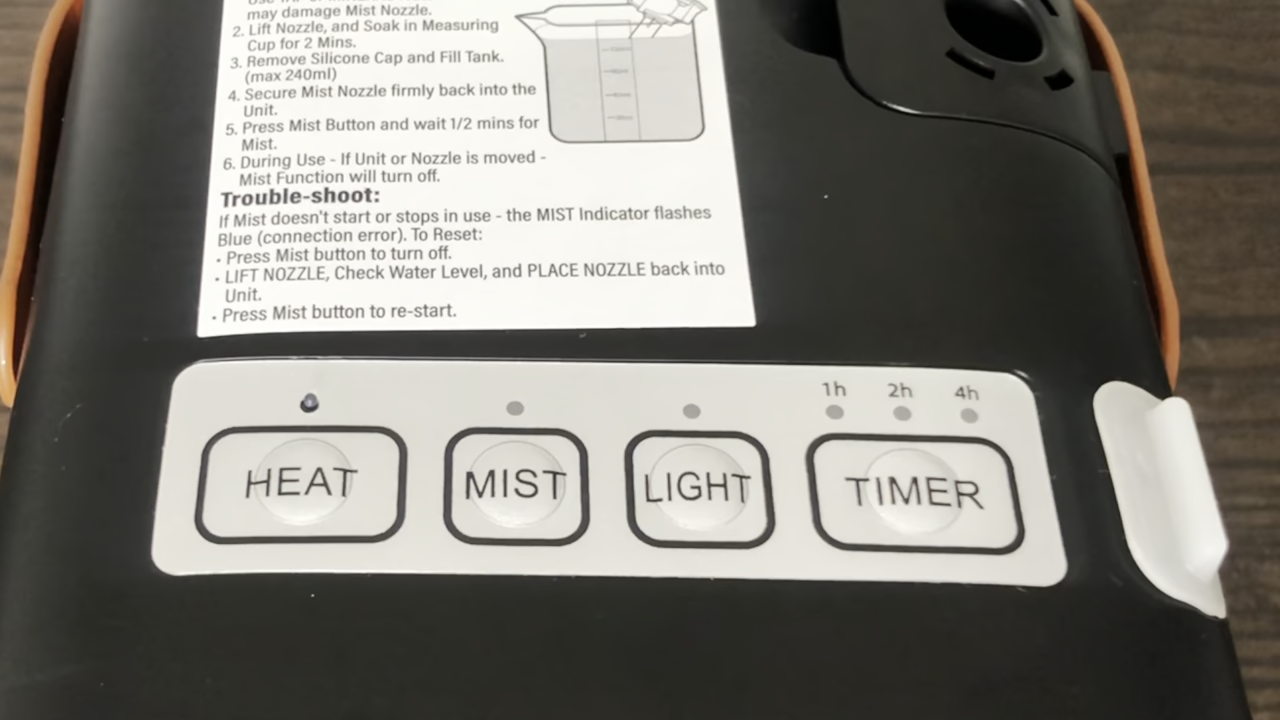 may damage Mist Nozzle.
2. Lift Nozzle, and Soak in Measuring
Cup for 2 Mins.
3. Remove Silicone Cap and Fill Tank.
(max 240ml)
4. Secure Mist Nozzle firmly back into the
Unit.
5. Press Mist Button and wait 1/2 mins for
Mist.
6. During Use - If Unit or Nozzle is moved -
Mist Function will turn off.
Trouble-shoot:
If Mist doesn't start or stops in use - the MIST Indicator flashes
Blue (connection error). To Reset:
· Press Mist button to turn off.
· LIFT NOZZLE, Check Water Level, and PLACE NOZZLE back into
Unit.
· Press Mist button to re-start.
1h 2h 4h
HEAT MIST LIGHT TIMER